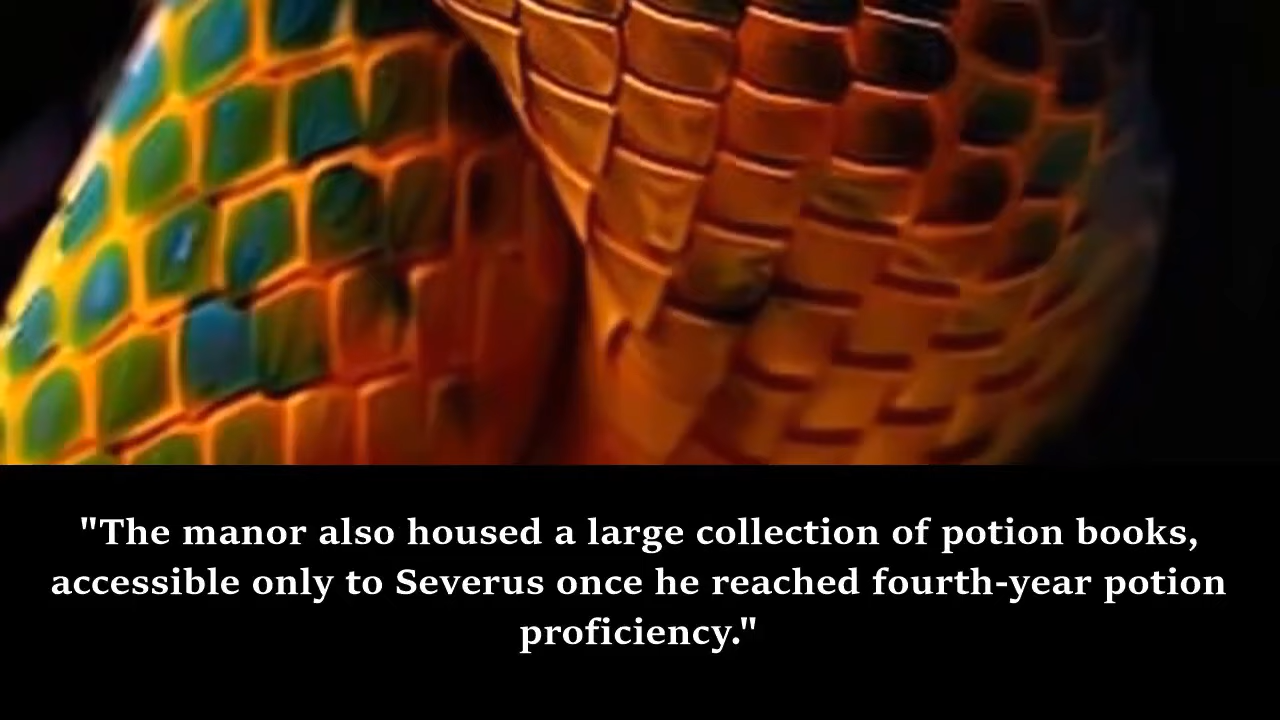 "The manor also housed a large collection of potion books,
accessible only to Severus once he reached fourth-year potion
proficiency."